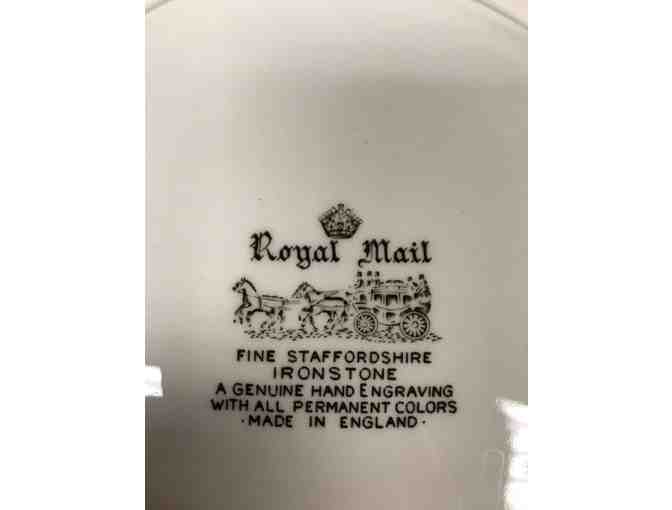 Royal Mail
FINE STAFFORDSHIRE
IRONSTONE
A GENUINE HAND ENGRAVING
WITH ALL PERMANENT COLORS
·MADE IN ENGLAND·